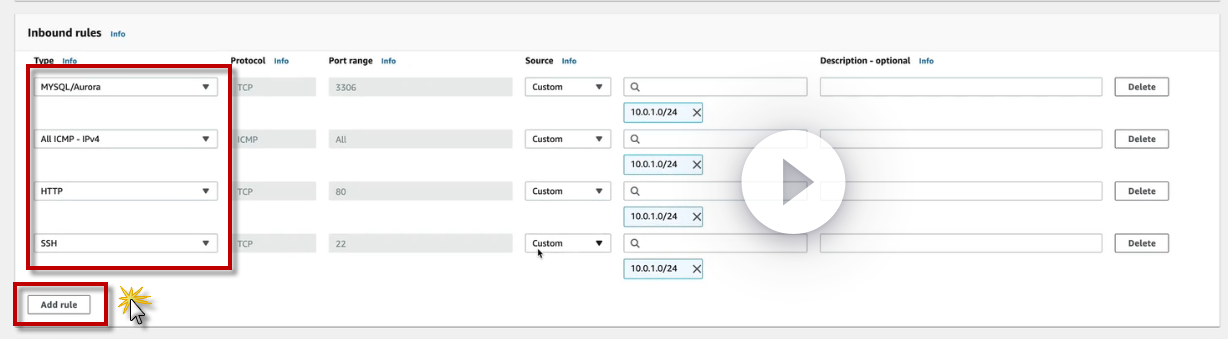 Inbound rules Info
Type Info Protocol Info Port range Info Source Info Description - optional Info
MYSQL/Aurora TCP 3306 Custom Delete
10.0.1.0/24
All ICMP - IPv4 ICMP All Custom Delete
10.0.1.0/24
HTTP TCP 80 Custom Delete
10.0.1.0/24
SSH TCP 22 Custom Delete
10.0.1.0/24
Add rule